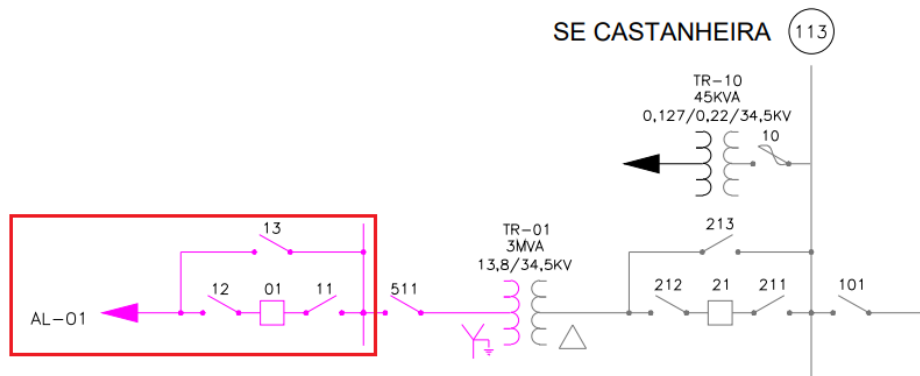 SE CASTANHEIRA 113
TR-10
45KVA
0,127/0,22/34,5KV
10
13
TR-01
3MVA
13,8/34,5KV
213
12 01 11 511 212 21 211 101
AL-01